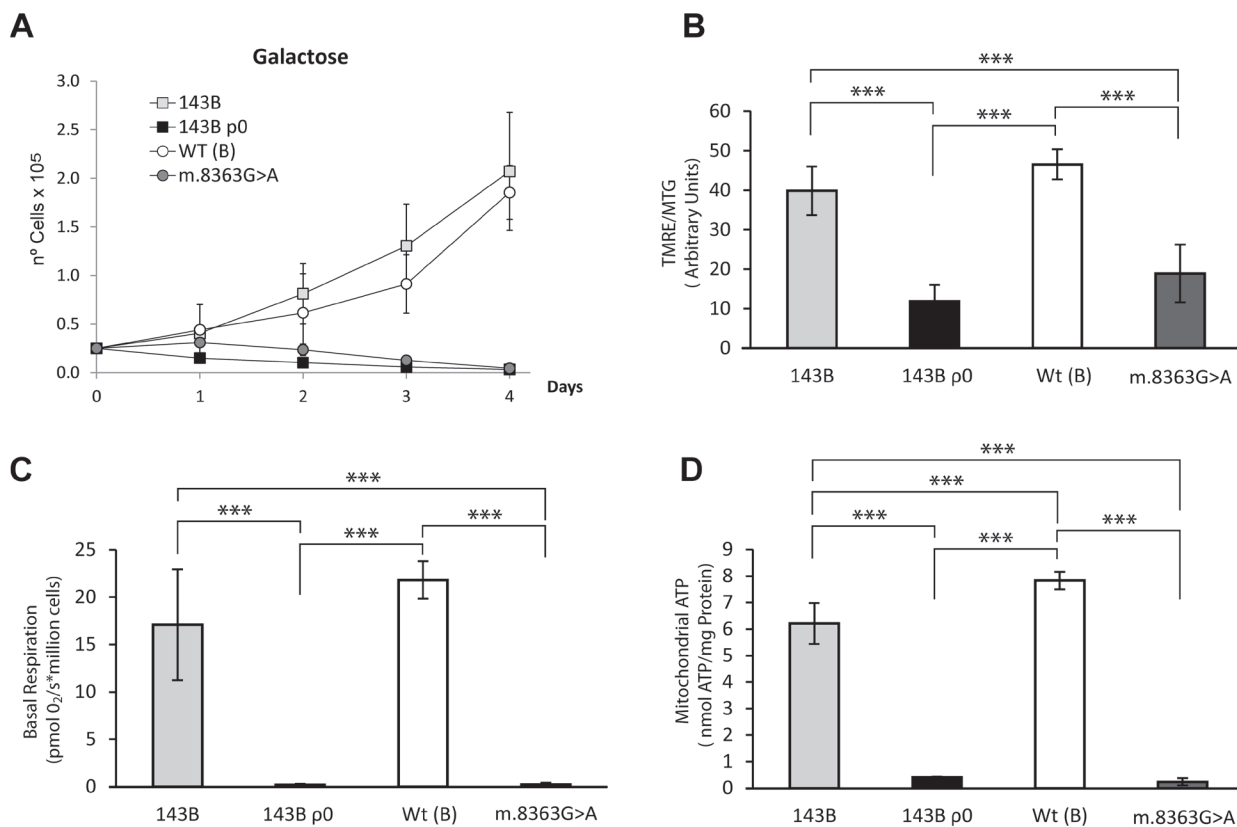 A
Galactose
3.0
2.5
2.0
1.5
1.0
0.5
0.0
nº Cells x 105
143B
143B p0
WT (B)
m.8363G>A
0 1 2 3 4 Days
B
***
*** *** ***
60
50
40
30
20
10
0
TMRE/MTG
( Arbitrary Units)
143B 143B ρ0 Wt (B) m.8363G>A
C
***
*** *** ***
25
20
15
10
5
0
Basal Respiration
(pmol 0₂/s*million cells)
143B 143B ρ0 Wt (B) m.8363G>A
D
***
***
*** *** ***
9
8
7
6
5
4
3
2
1
0
Mitochondrial ATP
( nmol ATP/mg Protein)
143B 143B ρ0 Wt (B) m.8363G>A